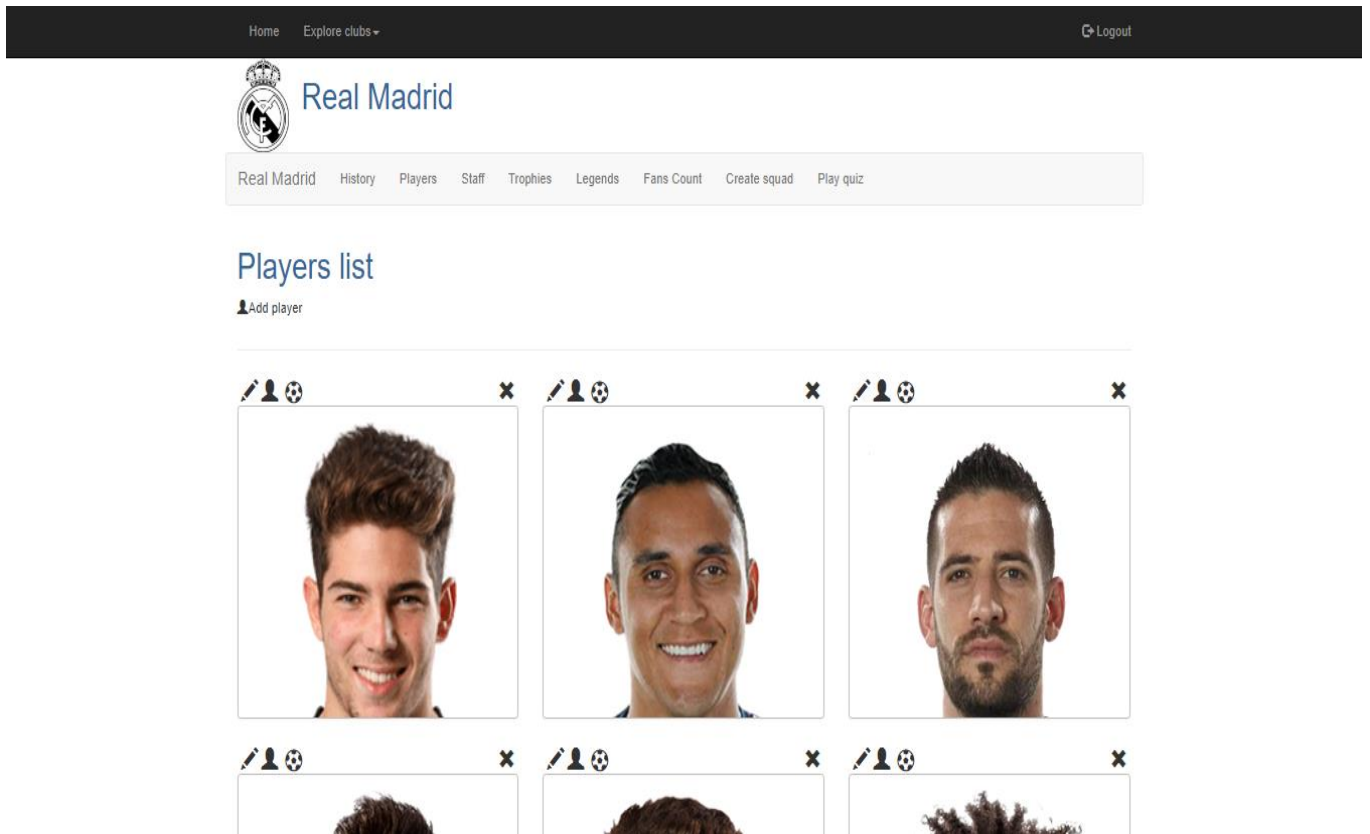 Home Explore clubs Logout
Real Madrid
Real Madrid History Players Staff Trophies Legends Fans Count Create squad Play quiz
Players list
Add player